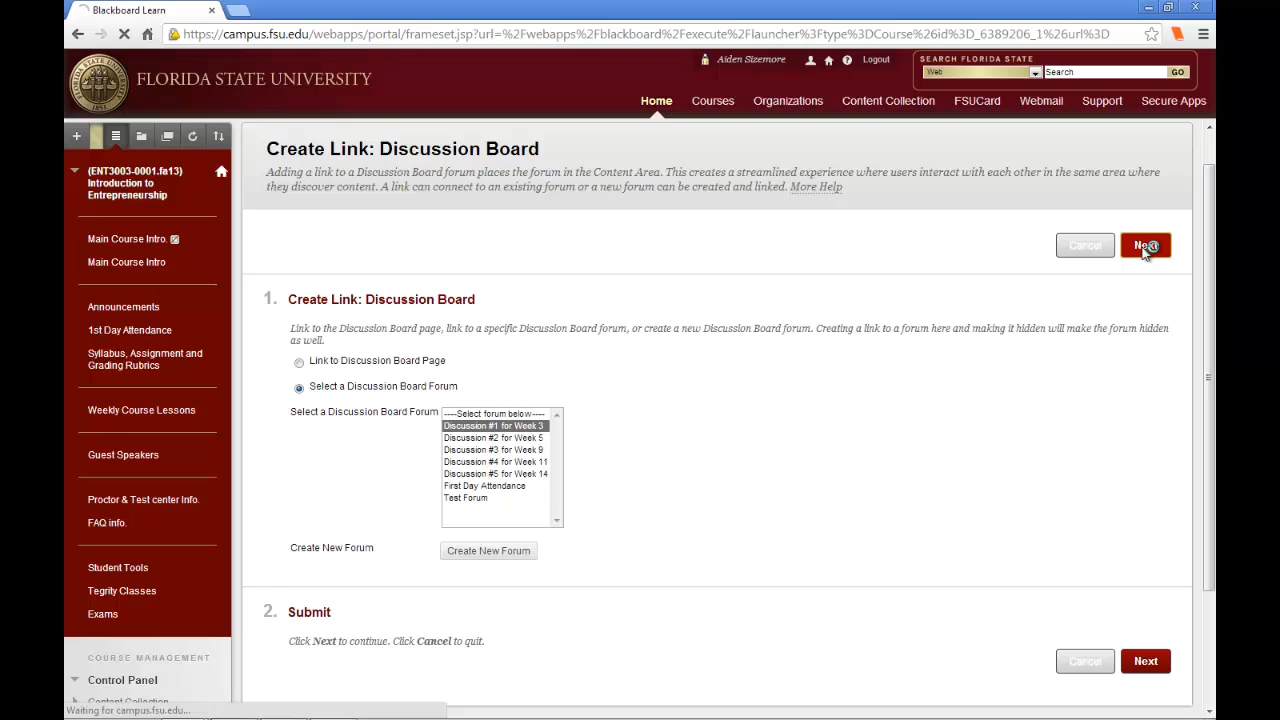 Blackboard Learn
https://campus.fsu.edu/webapps/portal/frameset.jsp?url=%2Fwebapps%2Fblackboard%2Fexecute%2Flauncher%3Ftype%3DCourse%26id%3D_6389206_1%26url%3D
FLORIDA STATE UNIVERSITY
Aiden Sizemore
Logout
SEARCH FLORIDA STATE
Web
Search
GO
Home
Courses
Organizations
Content Collection
FSUCard
Webmail
Support
Secure Apps
(ENT3003-0001.fa13)
Introduction to
Entrepreneurship
Main Course Intro.
Main Course Intro
Announcements
1st Day Attendance
Syllabus, Assignment and
Grading Rubrics
Weekly Course Lessons
Guest Speakers
Proctor & Test center Info.
FAQ info.
Student Tools
Tegrity Classes
Exams
COURSE MANAGEMENT
Control Panel
Content Collection
Create Link: Discussion Board
Adding a link to a Discussion Board forum places the forum in the Content Area. This creates a streamlined experience where users interact with each other in the same area where
they discover content. A link can connect to an existing forum or a new forum can be created and linked. More Help
Cancel
Next
1. Create Link: Discussion Board
Link to the Discussion Board page, link to a specific Discussion Board forum, or create a new Discussion Board forum. Creating a link to a forum here and making it hidden will make the forum hidden
as well.
Link to Discussion Board Page
Select a Discussion Board Forum
Select a Discussion Board Forum
----Select forum below----
Discussion #1 for Week 3
Discussion #2 for Week 5
Discussion #3 for Week 9
Discussion #4 for Week 11
Discussion #5 for Week 14
First Day Attendance
Test Forum
Create New Forum
Create New Forum
2. Submit
Click Next to continue. Click Cancel to quit.
Cancel
Next
Waiting for campus.fsu.edu...